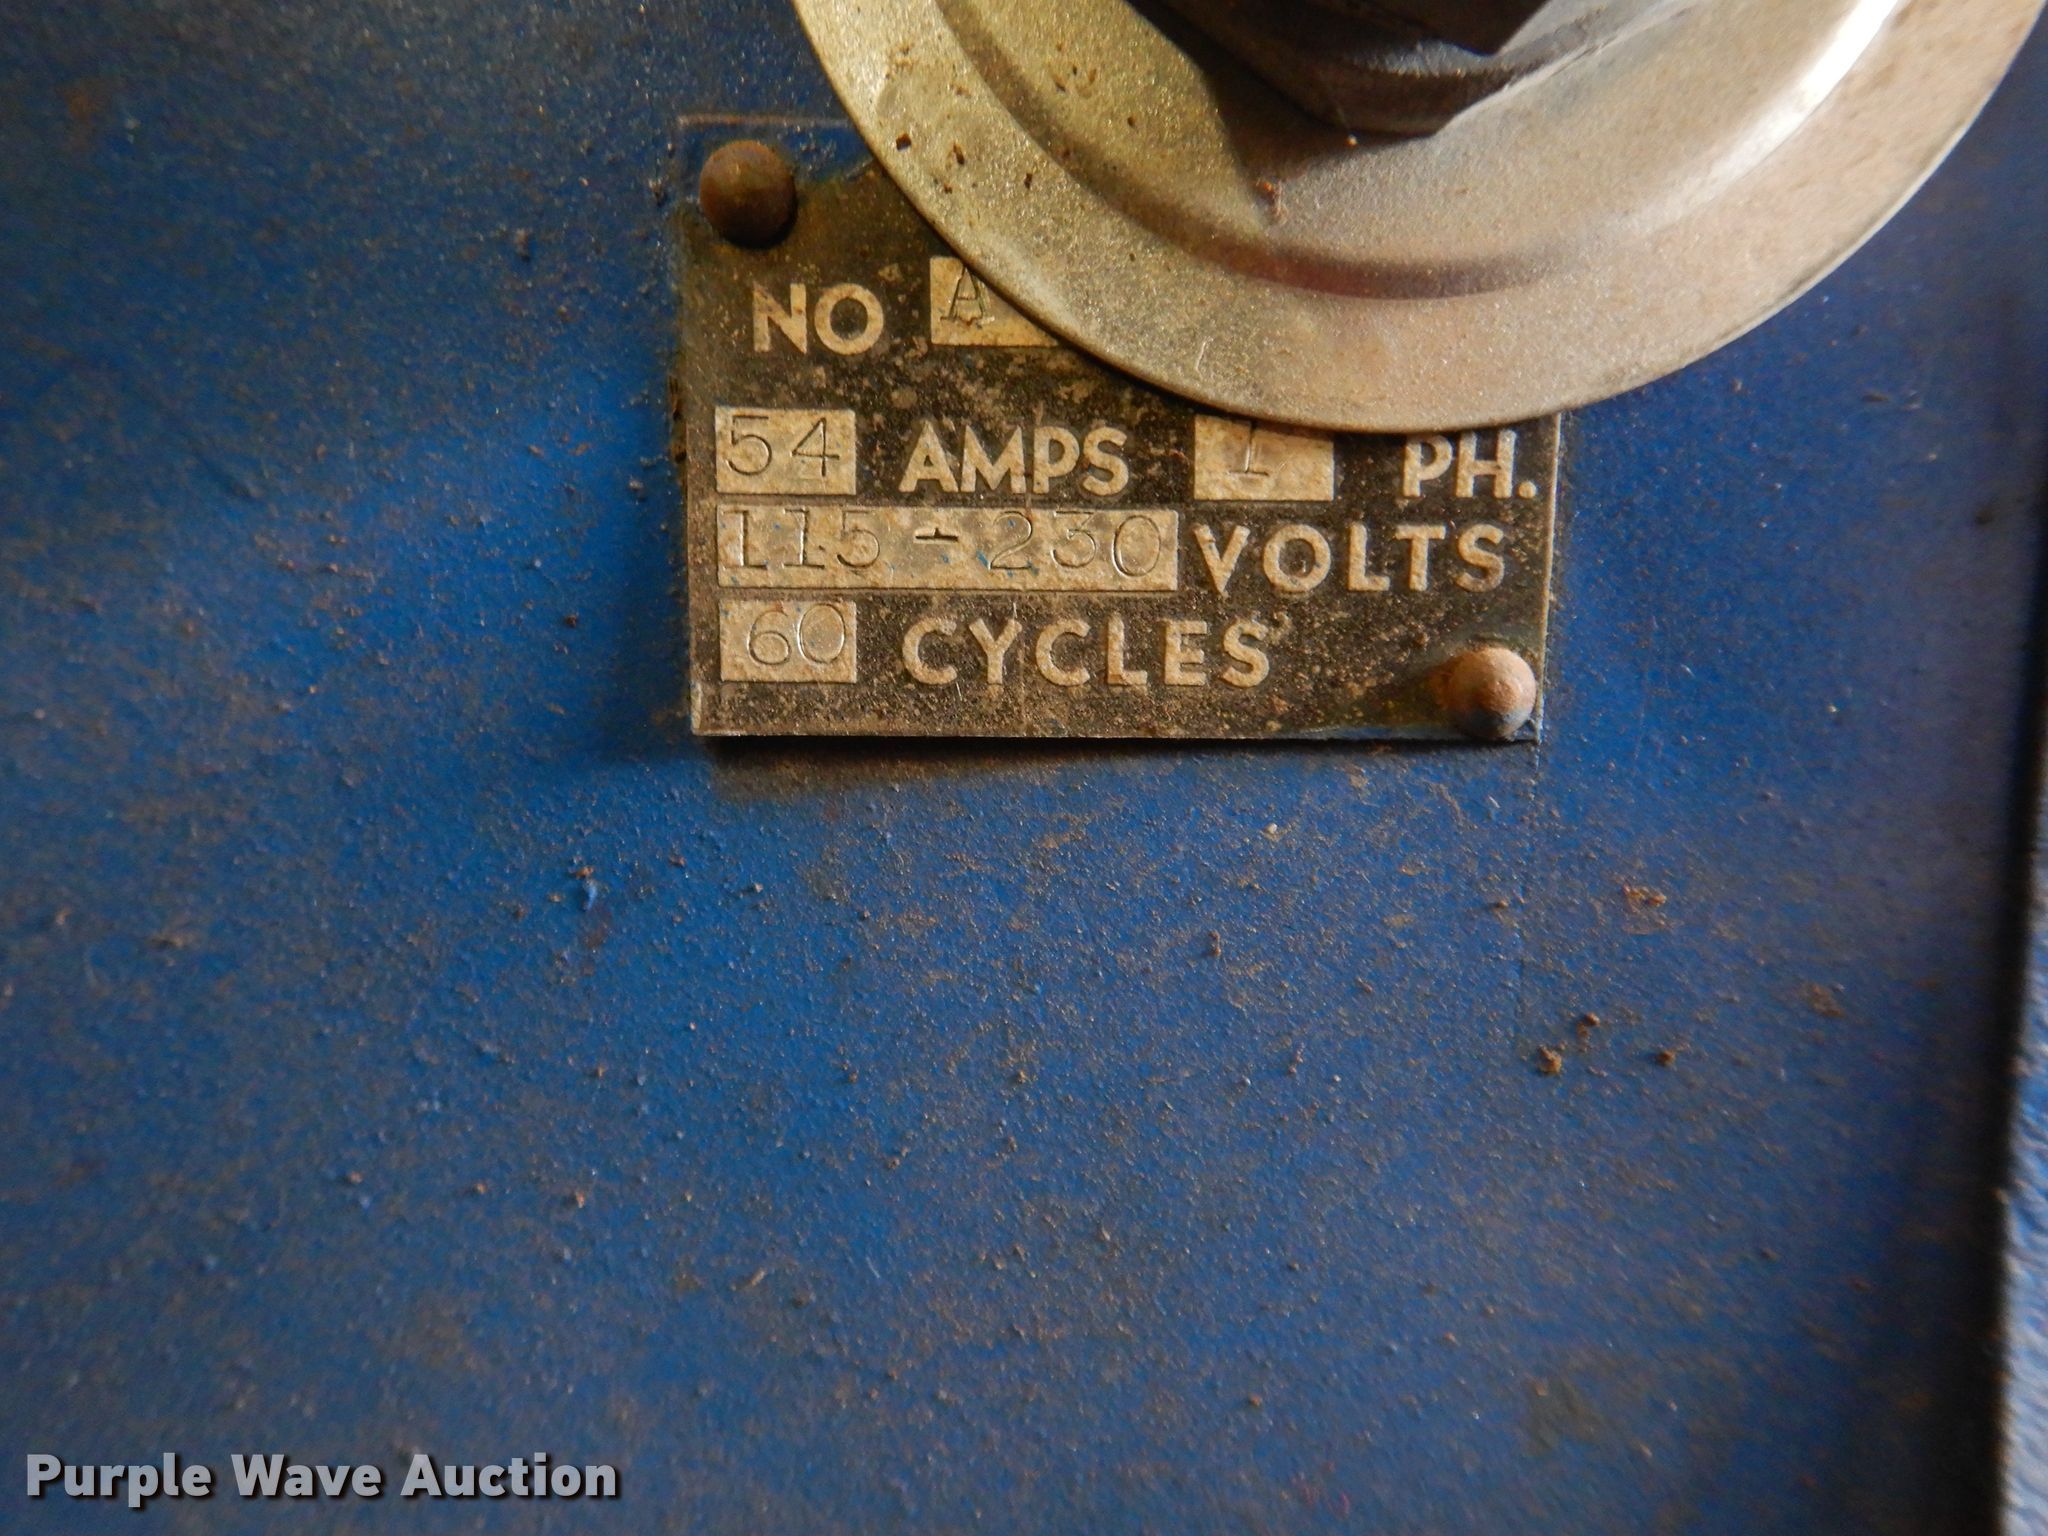 NO A
54 AMPS 1 PH.
115-230 VOLTS
60 CYCLES
Purple Wave Auction